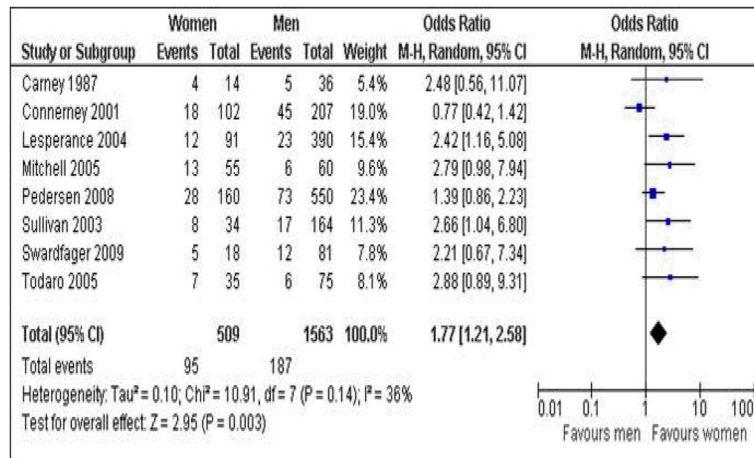 Women Men Odds Ratio Odds Ratio
Study or Subgroup Events Total Events Total Weight M-H, Random, 95% CI M-H, Random, 95% CI
Carney 1987 4 14 5 36 5.4% 2.48 [0.56, 11.07]
Connerney 2001 18 102 45 207 19.0% 0.77 [0.42, 1.42]
Lesperance 2004 12 91 23 390 15.4% 2.42 [1.16, 5.08]
Mitchell 2005 13 55 6 60 9.6% 2.79 [0.98, 7.94]
Pedersen 2008 28 160 73 550 23.4% 1.39 [0.86, 2.23]
Sullivan 2003 8 34 17 164 11.3% 2.66 [1.04, 6.80]
Swardfager 2009 5 18 12 81 7.8% 2.21 [0.67, 7.34]
Todaro 2005 7 35 6 75 8.1% 2.88 [0.89, 9.31]
Total (95% CI) 509 1563 100.0% 1.77 [1.21, 2.58]
Total events 95 187
Heterogeneity: Tau² = 0.10; Chi² = 10.91, df = 7 (P = 0.14); I² = 36%
Test for overall effect: Z = 2.95 (P = 0.003)
0.01 0.1 1 10 100
Favours men Favours women